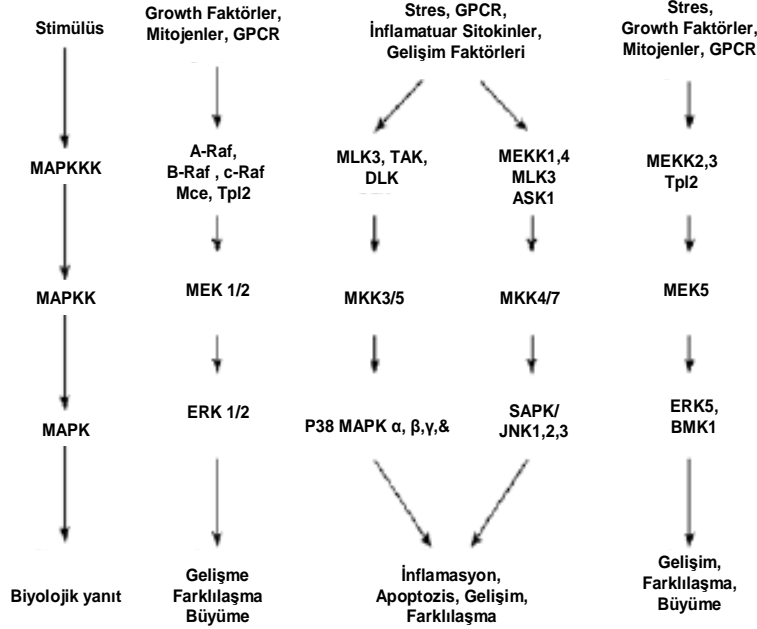 Stimülüs
Growth Faktörler,
Mitojenler, GPCR
Stres, GPCR,
İnflamatuar Sitokinler,
Gelişim Faktörleri
Stres,
Growth Faktörler,
Mitojenler, GPCR
MAPKKK
A-Raf,
B-Raf , c-Raf
Mce, Tpl2
MLK3, TAK,
DLK
MEKK1,4
MLK3
ASK1
MEKK2,3
Tpl2
MAPKK
MEK 1/2
MKK3/5
MKK4/7
MEK5
MAPK
ERK 1/2
P38 MAPK α, β,γ,&
SAPK/
JNK1,2,3
ERK5,
BMK1
Biyolojik yanıt
Gelişme
Farklılaşma
Büyüme
İnflamasyon,
Apoptozis, Gelişim,
Farklılaşma
Gelişim,
Farklılaşma,
Büyüme